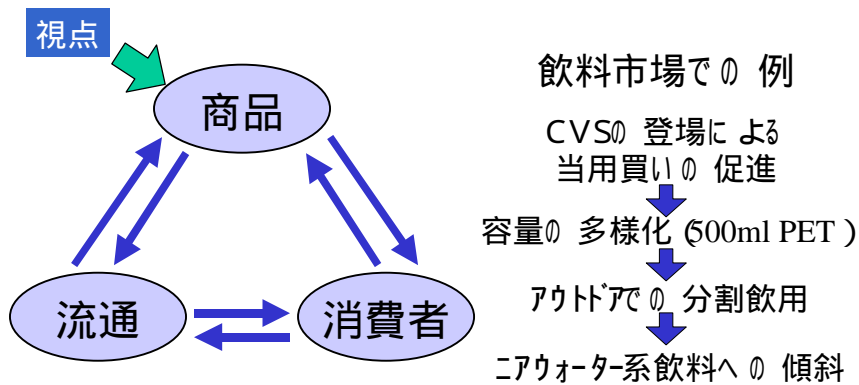 視点
商品
流通
消費者
飲料市場での 例
CVSの 登場による
当用買いの 促進
容量の 多様化(500ml PET)
アウトドアでの 分割飲用
ニアウォーター系飲料への 傾斜